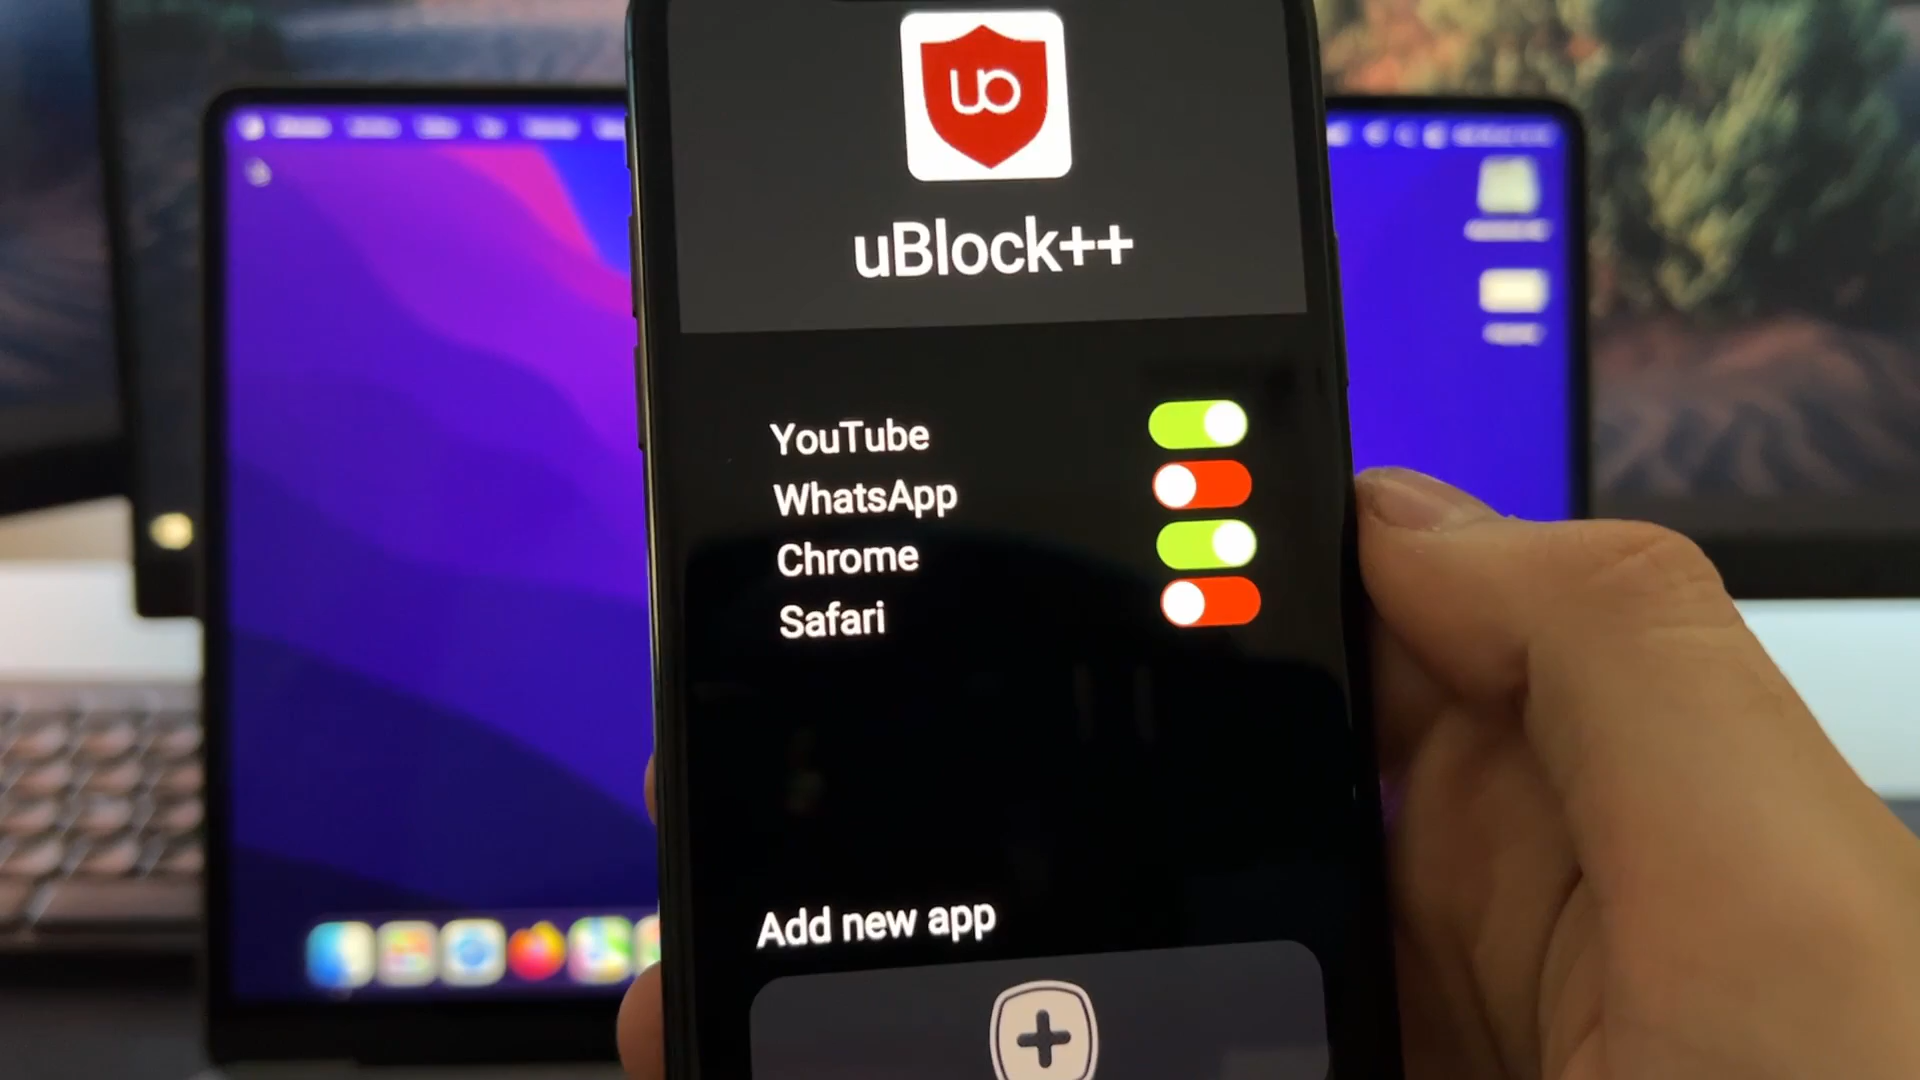 uo
uBlock++
YouTube
WhatsApp
Chrome
Safari
Add new app